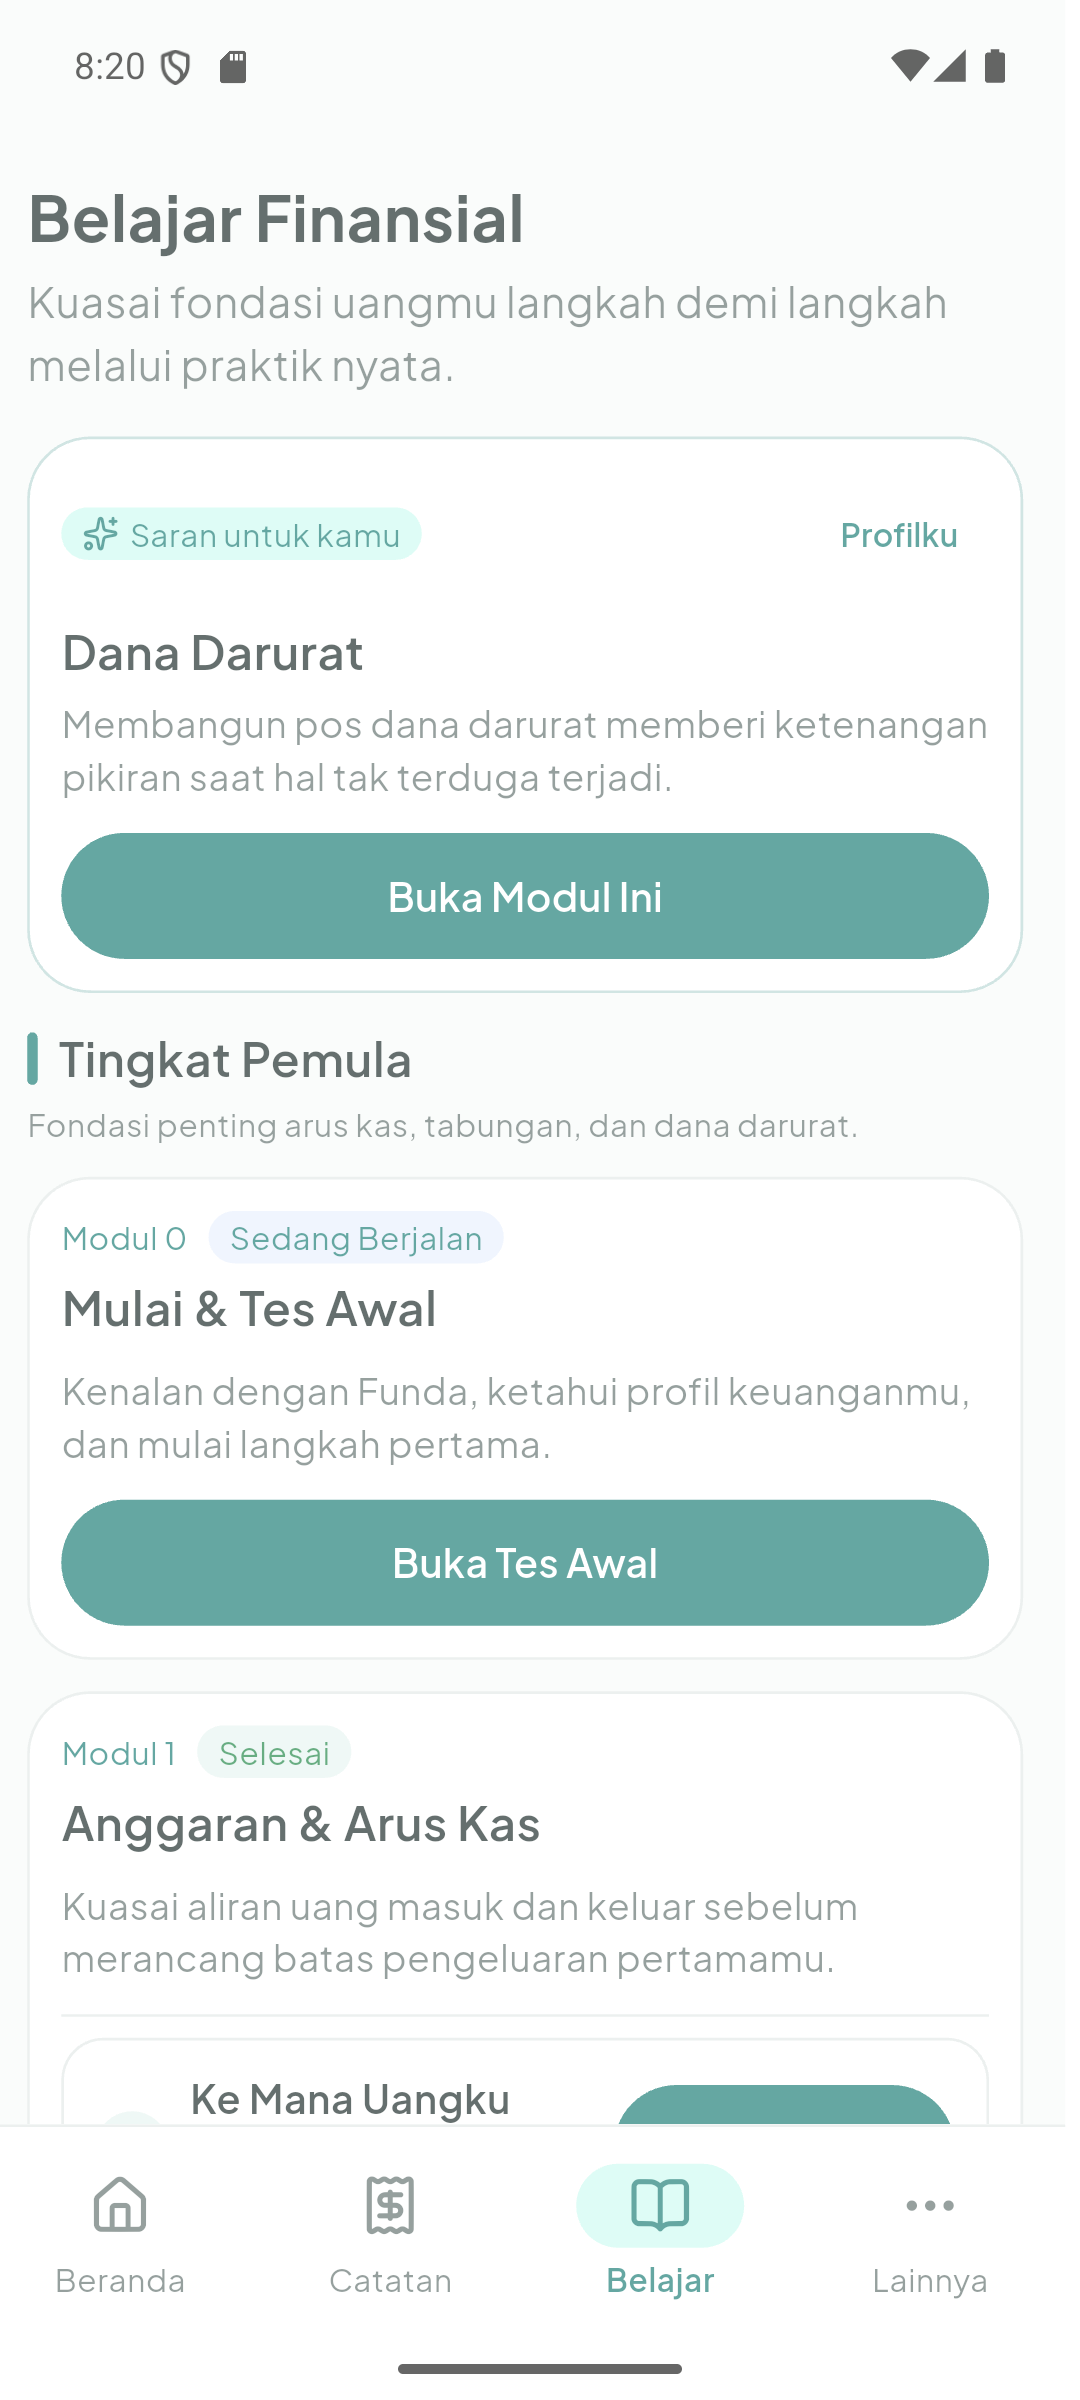 8:20
Belajar Finansial
Kuasai fondasi uangmu langkah demi langkah
melalui praktik nyata.
Saran untuk kamu
Profilku
Dana Darurat
Membangun pos dana darurat memberi ketenangan
pikiran saat hal tak terduga terjadi.
Buka Modul Ini
Tingkat Pemula
Fondasi penting arus kas, tabungan, dan dana darurat.
Modul 0 Sedang Berjalan
Mulai & Tes Awal
Kenalan dengan Funda, ketahui profil keuanganmu,
dan mulai langkah pertama.
Buka Tes Awal
Modul 1 Selesai
Anggaran & Arus Kas
Kuasai aliran uang masuk dan keluar sebelum
merancang batas pengeluaran pertamamu.
Ke Mana Uangku
Beranda
Catatan
Belajar
Lainnya